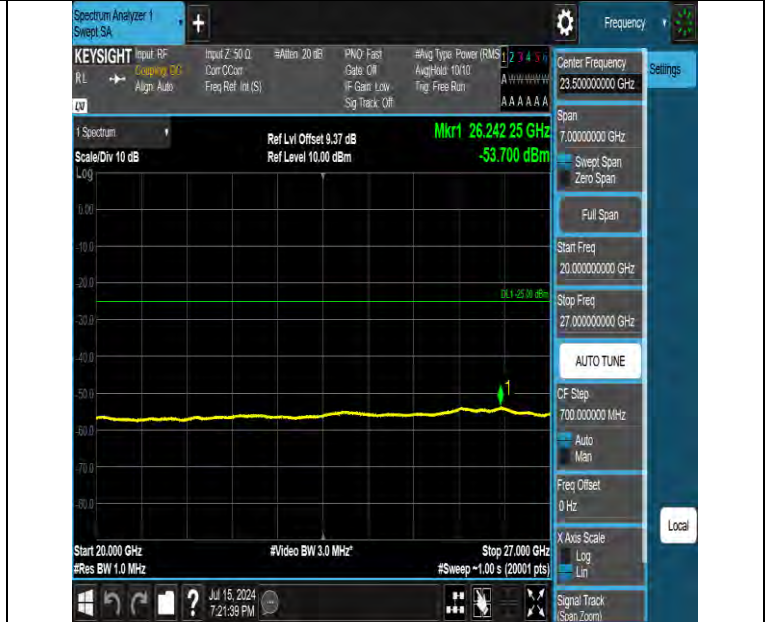 Spectrum Analyzer 1
Swept SA
+
Frequency
KEYSIGHT
Input: RF
Coupling: DC
Align: Auto
RL
LXI
Input Z: 50 Ω
Corr CCorr
Freq Ref: Int (S)
#Atten: 20 dB
PNO: Fast
Gate: Off
IF Gain: Low
Sig Track: Off
#Avg Type: Power (RMS
Avg|Hold: 10/10
Trig: Free Run
1 2 3 4 5 6
A W W W W W
A A A A A A
1 Spectrum
Scale/Div 10 dB
Ref Lvl Offset 9.37 dB
Ref Level 10.00 dBm
Mkr1 26.242 25 GHz
-53.700 dBm
Log
0.00
-10.0
-20.0
-30.0
-40.0
-50.0
-60.0
-70.0
-80.0
DL1 -25.00 dBm
1
Start 20.000 GHz
#Res BW 1.0 MHz
#Video BW 3.0 MHz*
Stop 27.000 GHz
#Sweep ~1.00 s (20001 pts)
Jul 15, 2024
7:21:39 PM
?
Center Frequency
23.500000000 GHz
Span
7.00000000 GHz
Swept Span
Zero Span
Full Span
Start Freq
20.000000000 GHz
Stop Freq
27.000000000 GHz
AUTO TUNE
CF Step
700.000000 MHz
Auto
Man
Freq Offset
0 Hz
X Axis Scale
Log
Lin
Signal Track
(Span Zoom)
Settings
Local